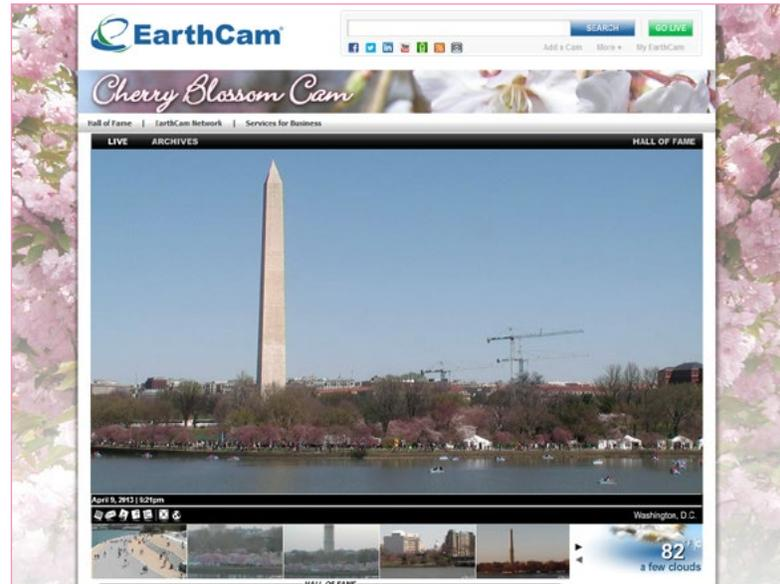 EarthCam
SEARCH
GO LIVE
Add a Cam More My EarthCam
Cherry Blossom Cam
Hall of Fame | EarthCam Network | Services for Business
LIVE ARCHIVES HALL OF FAME
April 9, 2013 | 5:21pm
Washington, D.C.
82°
a few clouds
HALL OF FAME